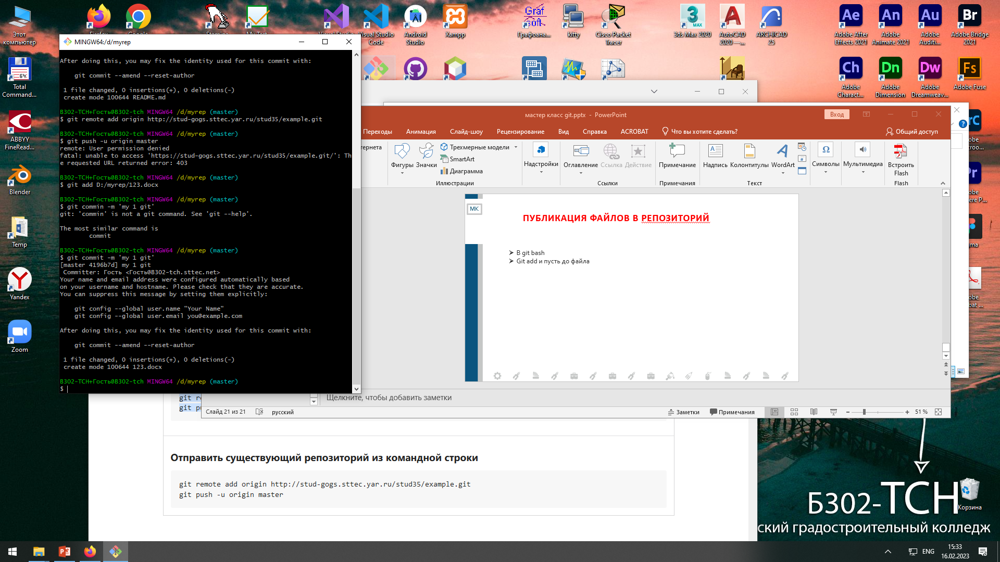 Этот компьютер
Firefox
Google
Stamina
My Test
Visual Studio
Visual Studio Code
Android Studio
Xampp
Graf soft
Графоана...
kitty
Cisco Packet Tracer
3ds Max 2020
AutoCAD 2020 —...
ARCHICAD 25
Adobe After Effects 2021
Adobe Animate 2021
Adobe Auditi...
Adobe Bridge 2021
Total Command...
Adobe Charact...
Adobe Dimension
Adobe Dreamweav...
Adobe Fuse
ABBYY FineRead...
Blender
Temp
Yandex
Zoom
MINGW64:/d/myrep
After doing this, you may fix the identity used for this commit with:
git commit --amend --reset-author
1 file changed, 0 insertions(+), 0 deletions(-)
create mode 100644 README.md
B302-TCH+Гость@B302-tch MINGW64 /d/myrep (master)
$ git remote add origin http://stud-gogs.sttec.yar.ru/stud35/example.git
B302-TCH+Гость@B302-tch MINGW64 /d/myrep (master)
$ git push -u origin master
remote: User permission denied
fatal: unable to access 'https://stud-gogs.sttec.yar.ru/stud35/example.git/': Th
e requested URL returned error: 403
B302-TCH+Гость@B302-tch MINGW64 /d/myrep (master)
$ git add D:/myrep/123.docx
B302-TCH+Гость@B302-tch MINGW64 /d/myrep (master)
$ git commin -m 'my 1 git'
git: 'commin' is not a git command. See 'git --help'.
The most similar command is
commit
B302-TCH+Гость@B302-tch MINGW64 /d/myrep (master)
$ git commit -m 'my 1 git'
[master 4196b7d] my 1 git
Committer: Гость <Гость@B302-tch.sttec.net>
Your name and email address were configured automatically based
on your username and hostname. Please check that they are accurate.
You can suppress this message by setting them explicitly:
git config --global user.name "Your Name"
git config --global user.email you@example.com
After doing this, you may fix the identity used for this commit with:
git commit --amend --reset-author
1 file changed, 0 insertions(+), 0 deletions(-)
create mode 100644 123.docx
B302-TCH+Гость@B302-tch MINGW64 /d/myrep (master)
$
мастер класс git.pptx - PowerPoint
Вход
Переходы Анимация Слайд-шоу Рецензирование Вид Справка ACROBAT Что вы хотите сделать? Общий доступ
Фигуры Значки
Трехмерные модели
SmartArt
Диаграмма
Иллюстрации
Надстройки
Оглавление Ссылка Действие
Ссылки
Примечание
Примечания
Надпись Колонтитулы WordArt
Текст
Символы
Мультимедиа
Встроить Flash
Flash
МК
ПУБЛИКАЦИЯ ФАЙЛОВ В РЕПОЗИТОРИЙ
В git bash
Git add и пусть до файла
Щелкните, чтобы добавить заметки
Слайд 21 из 21 русский Заметки Примечания 51 %
Отправить существующий репозиторий из командной строки
git remote add origin http://stud-gogs.sttec.yar.ru/stud35/example.git
git push -u origin master
Б302-ТСН
ский градостроительный колледж
Корзина
ENG
15:33
16.02.2023